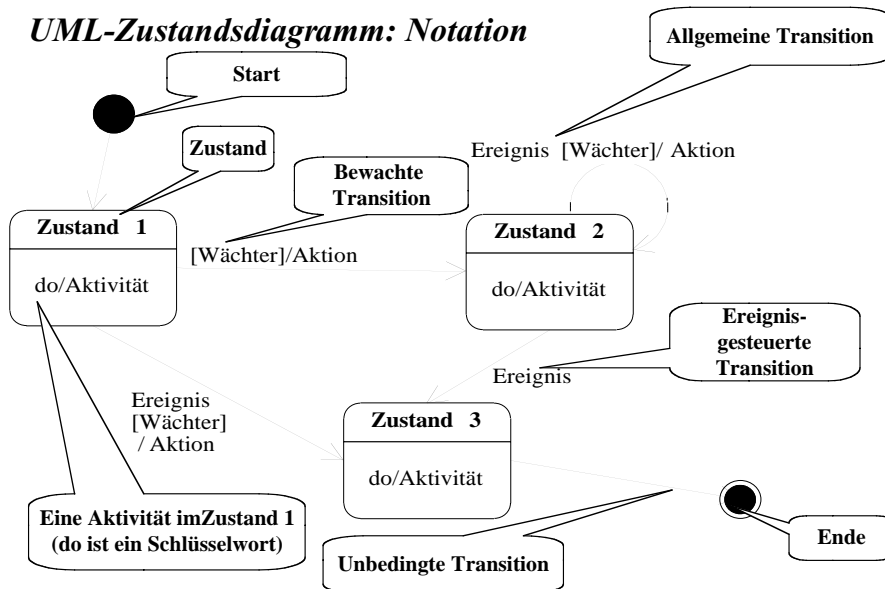 UML-Zustandsdiagramm: Notation
Allgemeine Transition
Start
Zustand
Ereignis [Wächter]/ Aktion
Bewachte
Transition
Zustand 1
do/Aktivität
[Wächter]/Aktion
Zustand 2
do/Aktivität
Ereignis-
gesteuerte
Transition
Ereignis
Ereignis
[Wächter]
/ Aktion
Zustand 3
do/Aktivität
Eine Aktivität imZustand 1
(do ist ein Schlüsselwort)
Unbedingte Transition
Ende